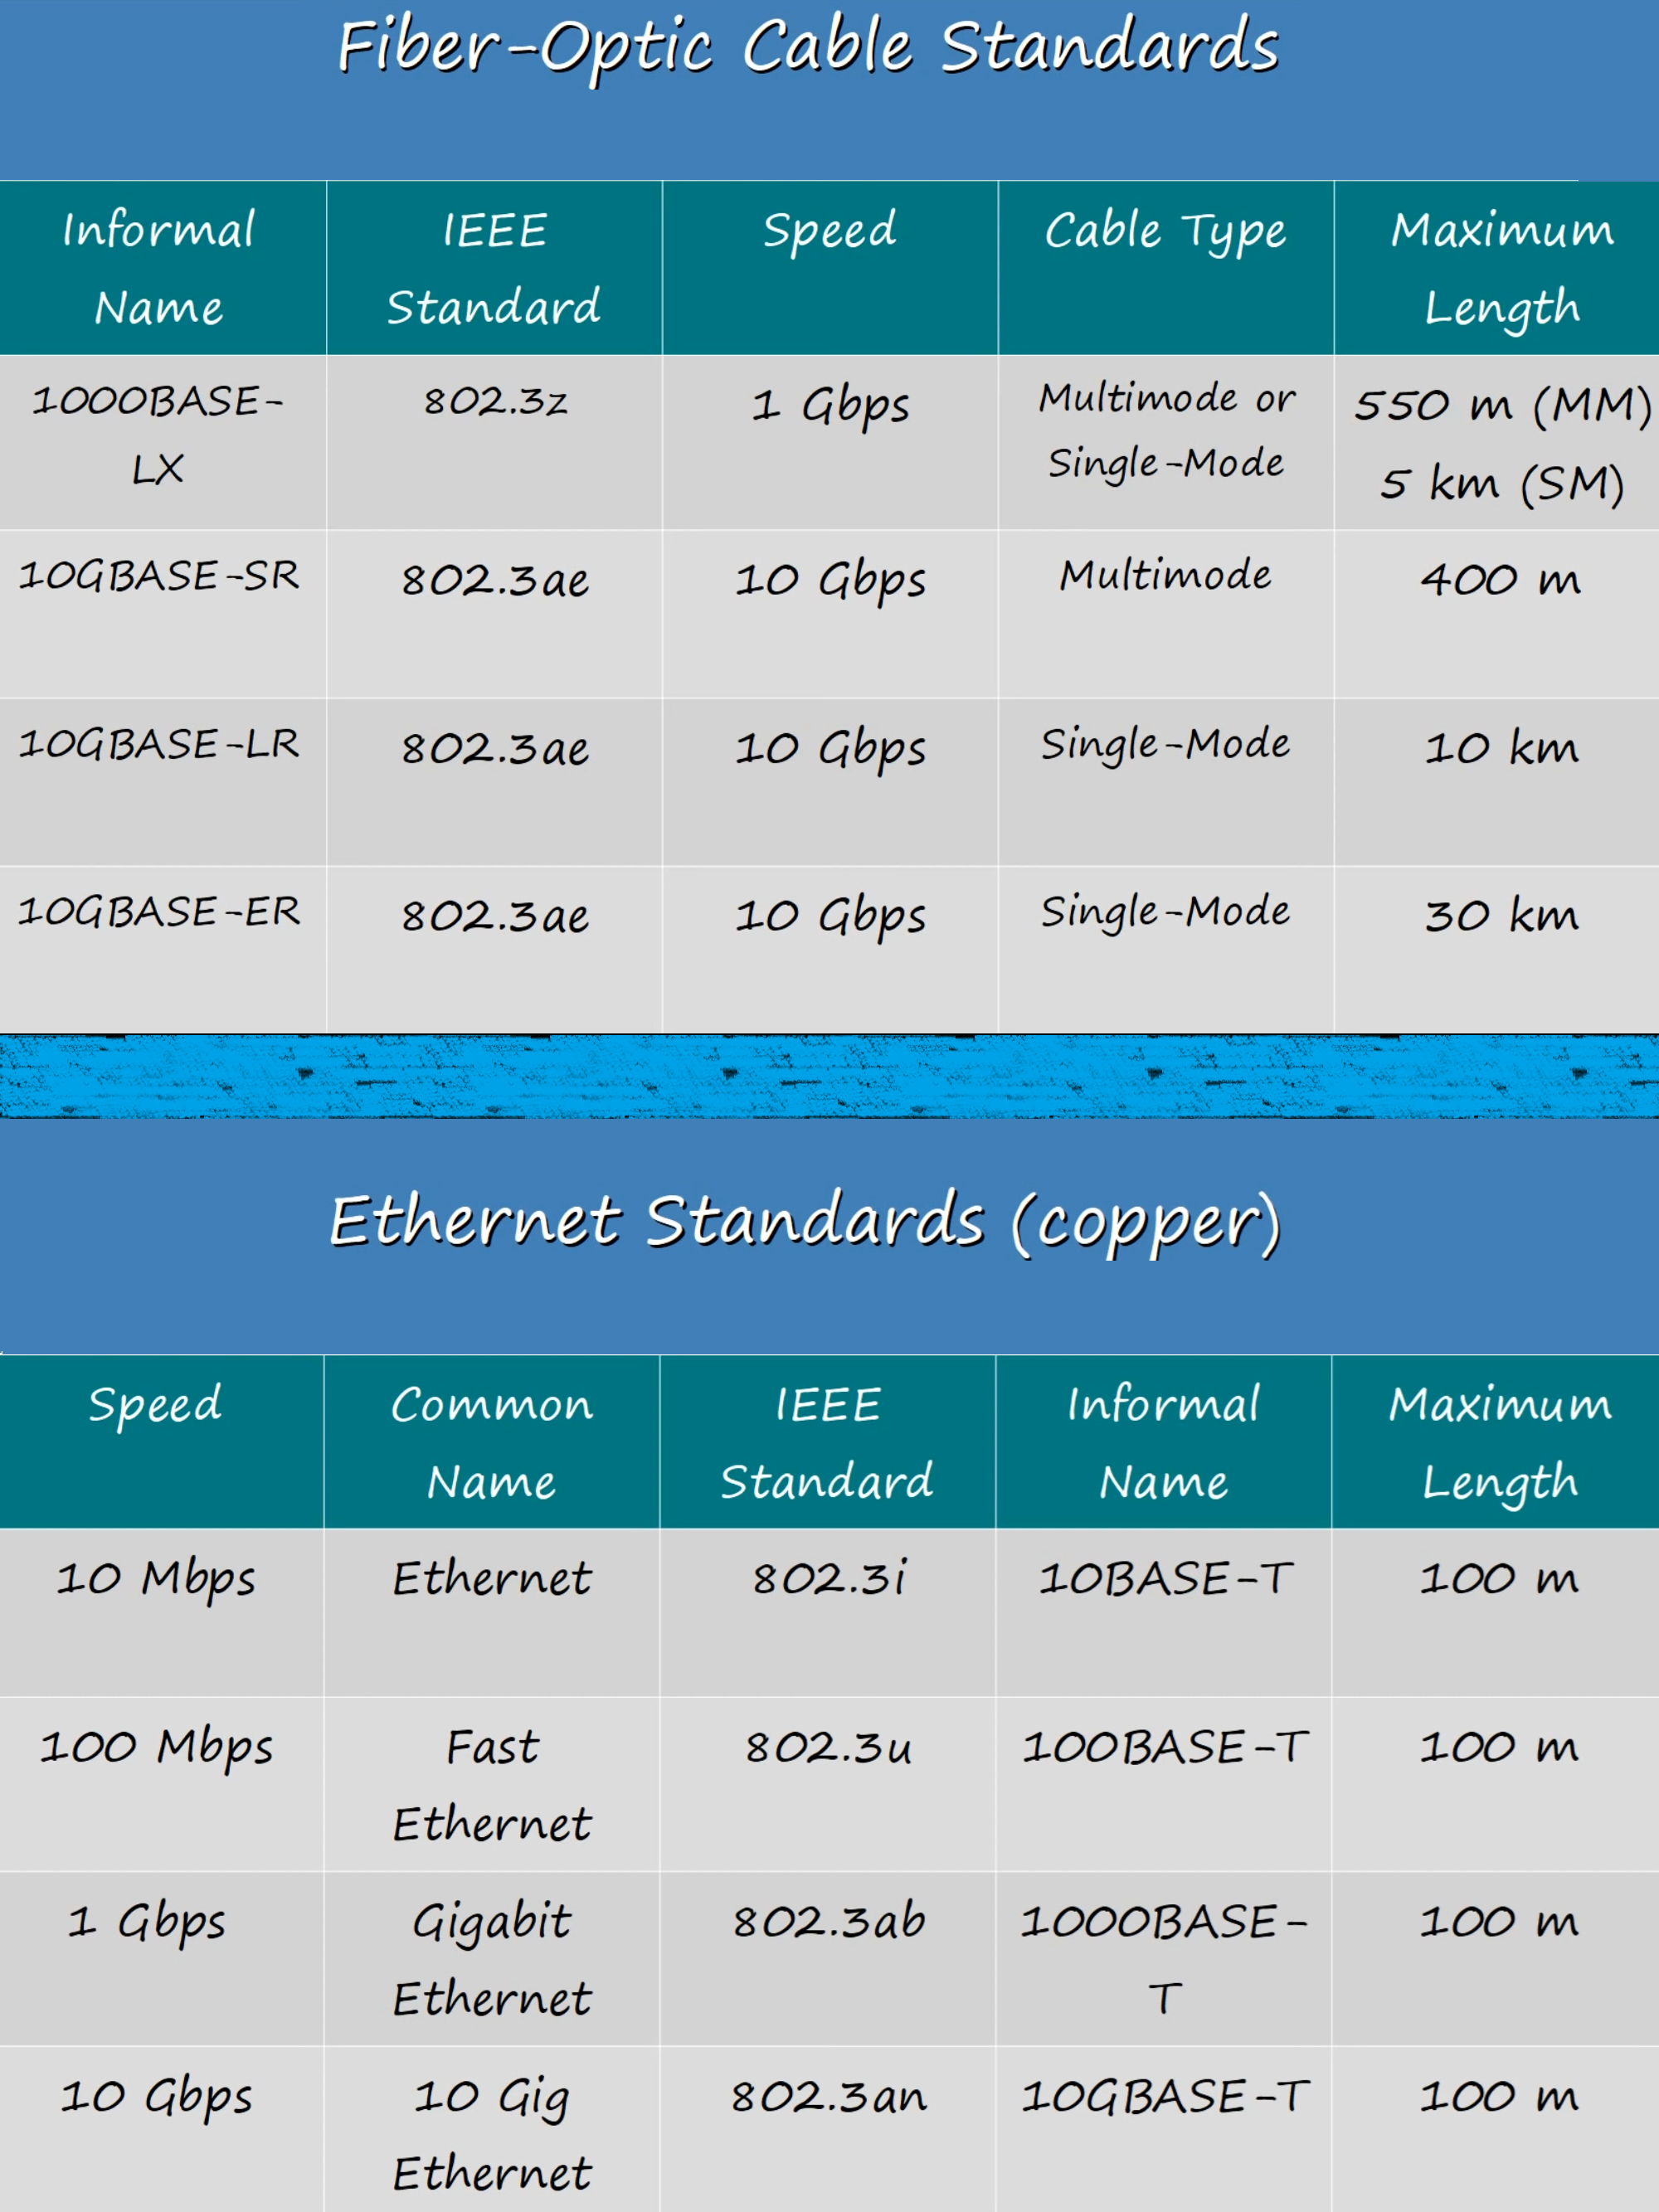 Fiber-Optic Cable Standards
Informal Name IEEE Standard Speed Cable Type Maximum Length
1000BASE-LX 802.3z 1 Gbps Multimode or Single-Mode 550 m (MM) 5 km (SM)
10GBASE-SR 802.3ae 10 Gbps Multimode 400 m
10GBASE-LR 802.3ae 10 Gbps Single-Mode 10 km
10GBASE-ER 802.3ae 10 Gbps Single-Mode 30 km
Ethernet Standards (copper)
Speed Common Name IEEE Standard Informal Name Maximum Length
10 Mbps Ethernet 802.3i 10BASE-T 100 m
100 Mbps Fast Ethernet 802.3u 100BASE-T 100 m
1 Gbps Gigabit Ethernet 802.3ab 1000BASE-T 100 m
10 Gbps 10 Gig Ethernet 802.3an 10GBASE-T 100 m